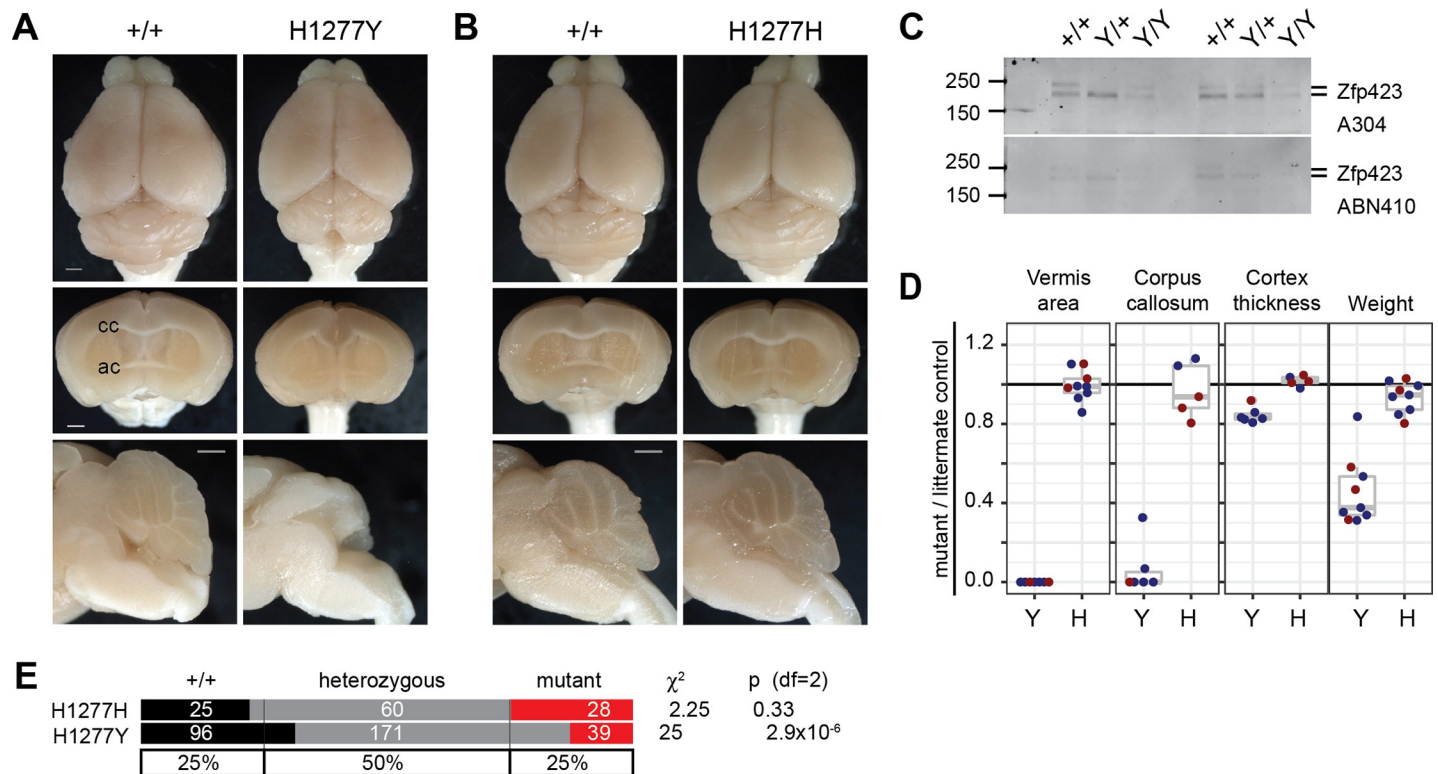 A
+/+ H1277Y
cc
ac
B
+/+ H1277H
C
+/+ Y/+ Y/Y +/+ Y/+ Y/Y
250
150
Zfp423
A304
250
150
Zfp423
ABN410
D
Vermis area
Corpus callosum
Cortex thickness
Weight
mutant / littermate control
1.2
0.8
0.4
0.0
Y H Y H Y H Y H
E
+/+ heterozygous mutant χ² p (df=2)
H1277H 25 60 28 2.25 0.33
H1277Y 96 171 39 25 2.9x10⁻⁶
25% 50% 25%